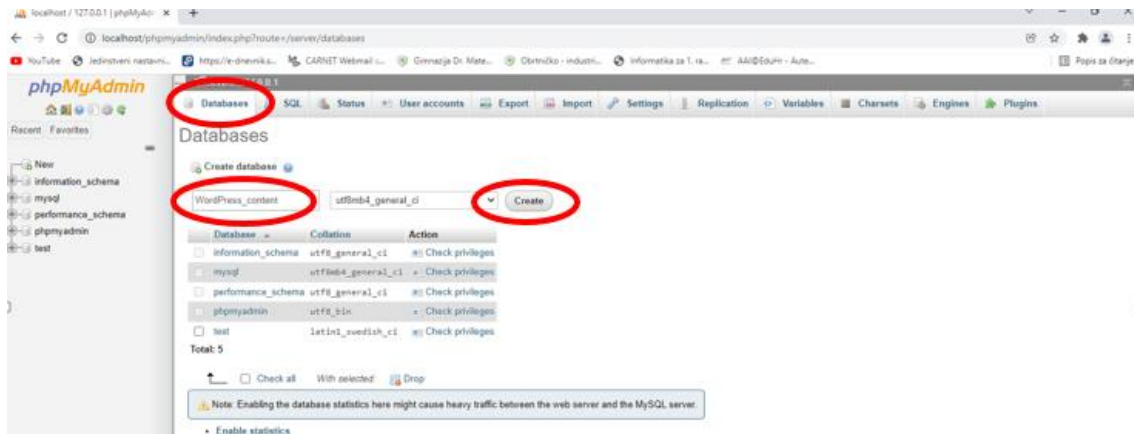 localhost / 127.0.0.1 | phpMyAd
localhost/phpmyadmin/index.php?route=/server/databases
YouTube Jedinstveni nastavni... https://e-dnevnik.s... CARNET Webmail :... Gimnazija Dr. Mate... Obrtničko - industri... Informatika za 1. ra... AAI@EduHr - Aute... Popis za čitanje
phpMyAdmin
Databases SQL Status User accounts Export Import Settings Replication Variables Charsets Engines Plugins
Recent Favorites
New
information_schema
mysql
performance_schema
phpmyadmin
test
Databases
Create database
WordPress_content utf8mb4_general_ci Create
Database Collation Action
information_schema utf8_general_ci Check privileges
mysql utf8mb4_general_ci Check privileges
performance_schema utf8_general_ci Check privileges
phpmyadmin utf8_bin Check privileges
test latin1_swedish_ci Check privileges
Total: 5
Check all With selected: Drop
Note: Enabling the database statistics here might cause heavy traffic between the web server and the MySQL server.
Enable statistics